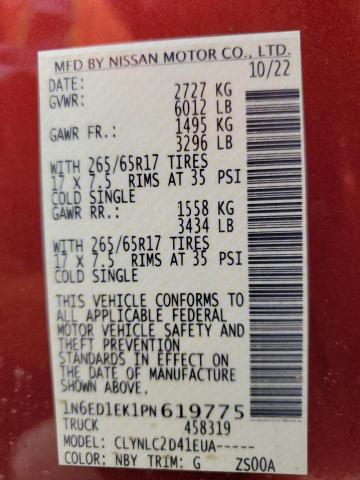 MFD BY NISSAN MOTOR CO., LTD.
DATE: 10/22
GVWR: 2727 KG
6012 LB
GAWR FR.: 1495 KG
3296 LB
WITH 265/65R17 TIRES
17 X 7.5 RIMS AT 35 PSI
COLD SINGLE
GAWR RR.: 1558 KG
3434 LB
WITH 265/65R17 TIRES
17 X 7.5 RIMS AT 35 PSI
COLD SINGLE
THIS VEHICLE CONFORMS TO
ALL APPLICABLE FEDERAL
MOTOR VEHICLE SAFETY AND
THEFT PREVENTION
STANDARDS IN EFFECT ON
THE DATE OF MANUFACTURE
SHOWN ABOVE.
1N6ED1EK1PN619775
TRUCK 458319
MODEL: CLYNLC2D41EUA-----
COLOR: NBY TRIM: G ZS00A